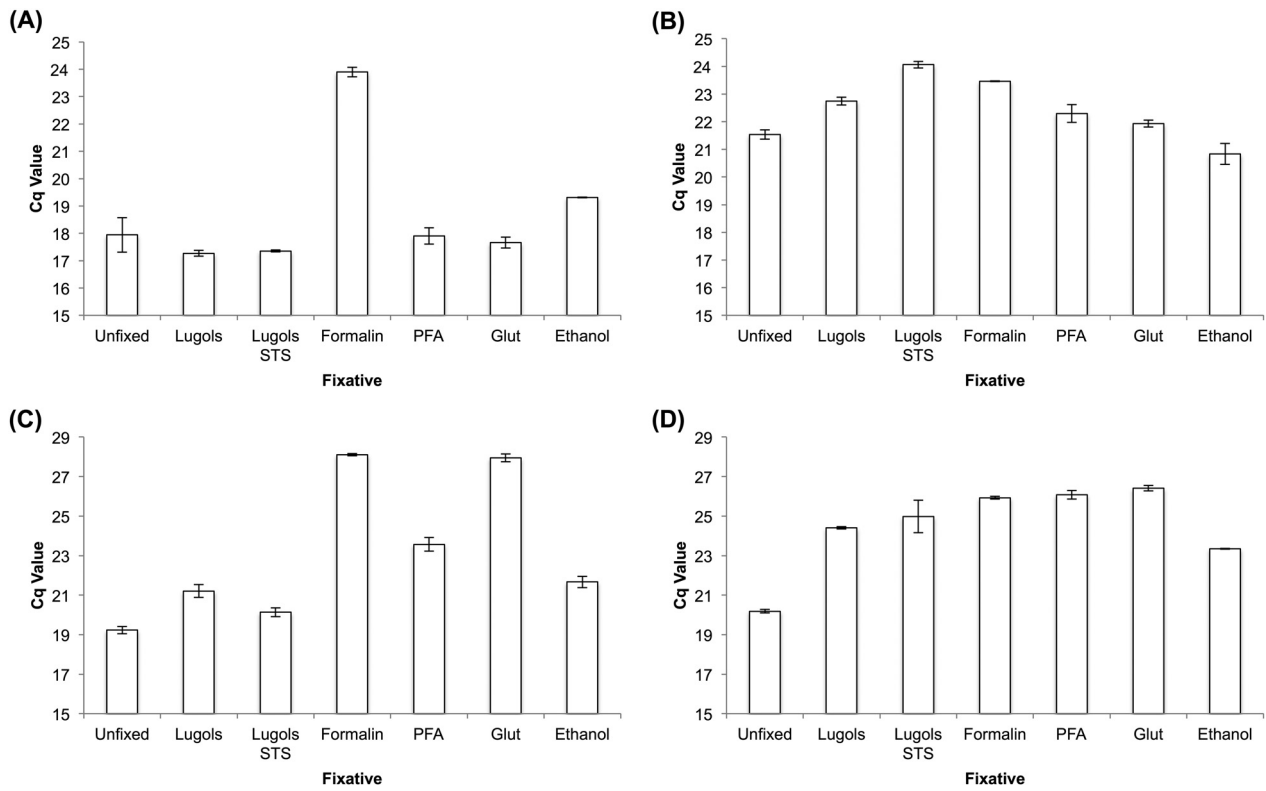 (A)
25
24
23
22
21
20
19
18
17
16
15
Cq Value
Unfixed Lugols Lugols STS Formalin PFA Glut Ethanol
Fixative
(B)
25
24
23
22
21
20
19
18
17
16
15
Cq Value
Unfixed Lugols Lugols STS Formalin PFA Glut Ethanol
Fixative
(C)
29
27
25
23
21
19
17
15
Cq Value
Unfixed Lugols Lugols STS Formalin PFA Glut Ethanol
Fixative
(D)
29
27
25
23
21
19
17
15
Cq Value
Unfixed Lugols Lugols STS Formalin PFA Glut Ethanol
Fixative